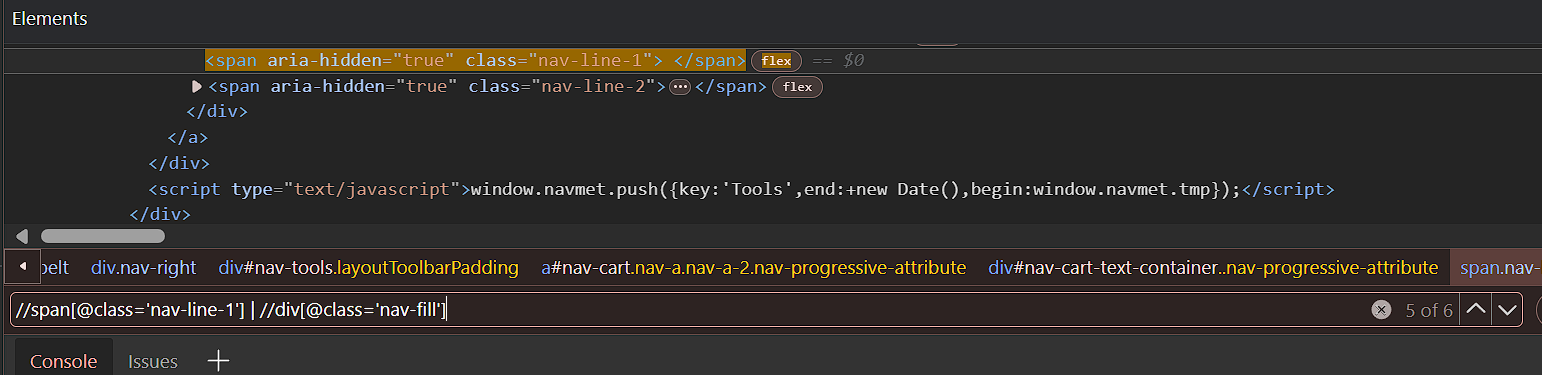 Elements
<span aria-hidden="true" class="nav-line-1"> </span> flex == $0
<span aria-hidden="true" class="nav-line-2"> ··· </span> flex
</div>
</a>
</div>
<script type="text/javascript">window.navmet.push({key:'Tools',end:+new Date(),begin:window.navmet.tmp});</script>
</div>
belt div.nav-right div#nav-tools.layoutToolbarPadding a#nav-cart.nav-a.nav-a-2.nav-progressive-attribute div#nav-cart-text-container..nav-progressive-attribute span.nav-
//span[@class='nav-line-1'] | //div[@class='nav-fill'] 5 of 6
Console Issues